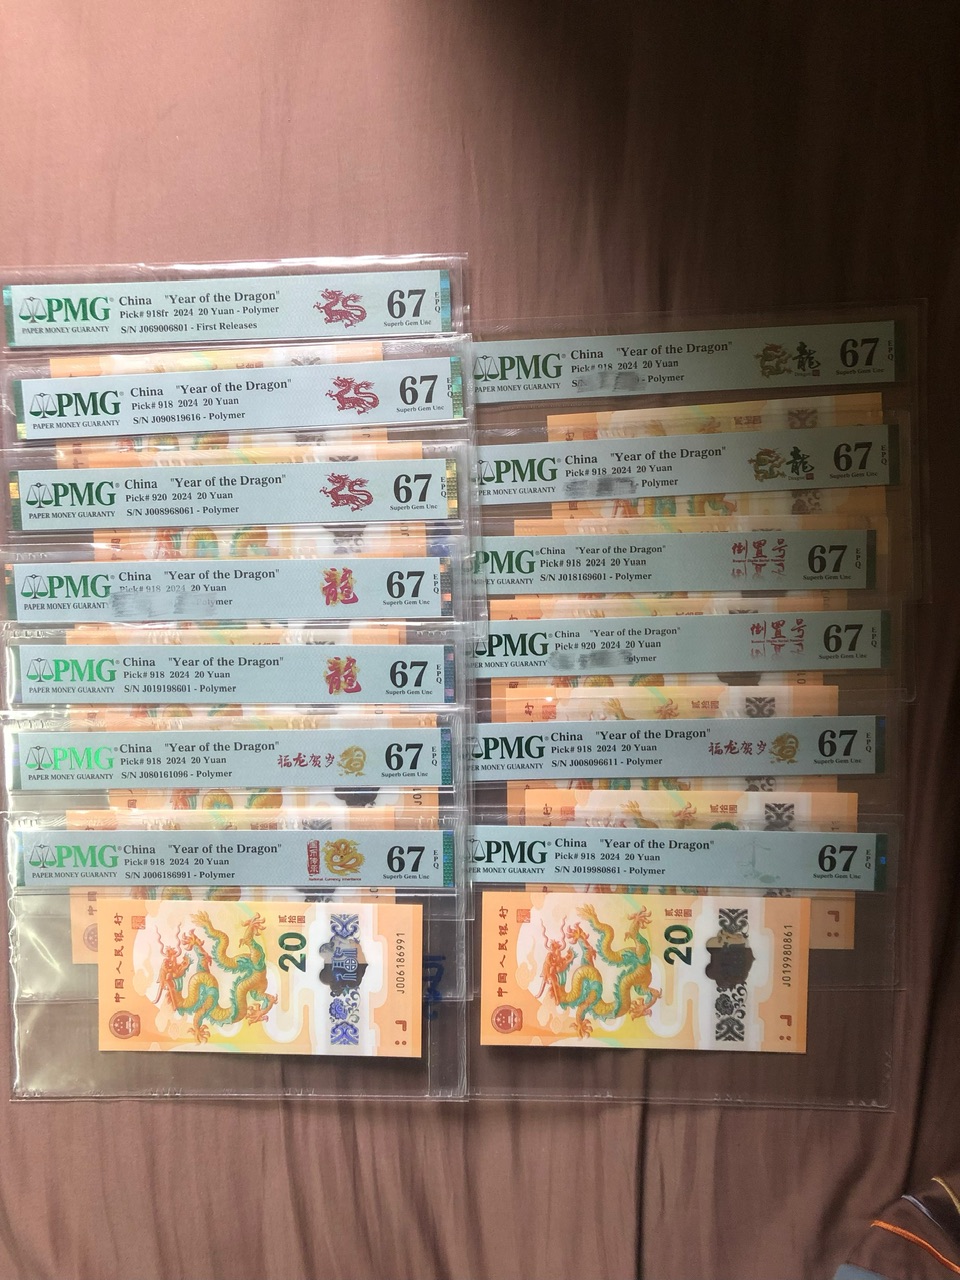 PMG
PAPER MONEY GUARANTY
China "Year of the Dragon"
Pick# 918fr 2024 20 Yuan - Polymer
S/N J069006801 - First Releases
67
EPQ
Superb Gem Unc
PMG
PAPER MONEY GUARANTY
China "Year of the Dragon"
Pick# 918 2024 20 Yuan
S/N J090819616 - Polymer
67
EPQ
Superb Gem Unc
PMG
PAPER MONEY GUARANTY
China "Year of the Dragon"
Pick# 920 2024 20 Yuan
S/N J008968061 - Polymer
67
EPQ
Superb Gem Unc
PMG
China "Year of the Dragon"
Pick# 918 2024 20 Yuan
龍
67
EPQ
Superb Gem Unc
PMG
PAPER MONEY GUARANTY
China "Year of the Dragon"
Pick# 918 2024 20 Yuan
S/N J019198601 - Polymer
龍
67
EPQ
Superb Gem Unc
PMG
PAPER MONEY GUARANTY
China "Year of the Dragon"
Pick# 918 2024 20 Yuan
S/N J080161096 - Polymer
福龙贺岁
67
EPQ
Superb Gem Unc
PMG
PAPER MONEY GUARANTY
China "Year of the Dragon"
Pick# 918 2024 20 Yuan
S/N J006186991 - Polymer
67
EPQ
Superb Gem Unc
中国人民银行
贰拾圆
20
J006186991
PMG
PAPER MONEY GUARANTY
China "Year of the Dragon"
Pick# 918 2024 20 Yuan
- Polymer
龍
67
EPQ
Superb Gem Unc
PMG
PAPER MONEY GUARANTY
China "Year of the Dragon"
Pick# 918 2024 20 Yuan
- Polymer
龍
67
EPQ
Superb Gem Unc
PMG
China "Year of the Dragon"
Pick# 918 2024 20 Yuan
S/N J018169601 - Polymer
倒置号
67
EPQ
Superb Gem Unc
PMG
China "Year of the Dragon"
Pick# 920 2024 20 Yuan
倒置号
67
EPQ
Superb Gem Unc
贰拾圆
PMG
China "Year of the Dragon"
Pick# 918 2024 20 Yuan
S/N J008096611 - Polymer
福龙贺岁
67
EPQ
Superb Gem Unc
贰拾圆
PMG
China "Year of the Dragon"
Pick# 918 2024 20 Yuan
S/N J019980861 - Polymer
67
EPQ
Superb Gem Unc
中国人民银行
贰拾圆
20
J019980861